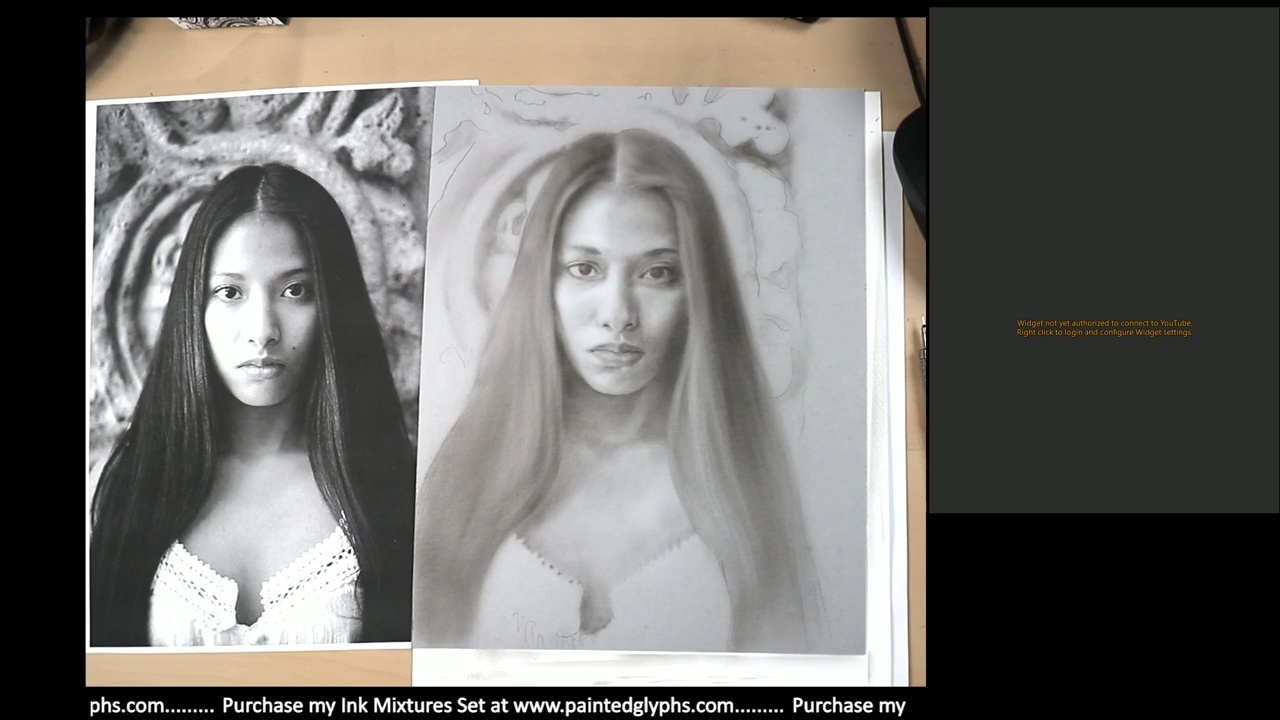 Widget not yet authorized to connect to YouTube.
Right click to login and configure Widget settings.
phs.com......... Purchase my Ink Mixtures Set at www.paintedglyphs.com......... Purchase my